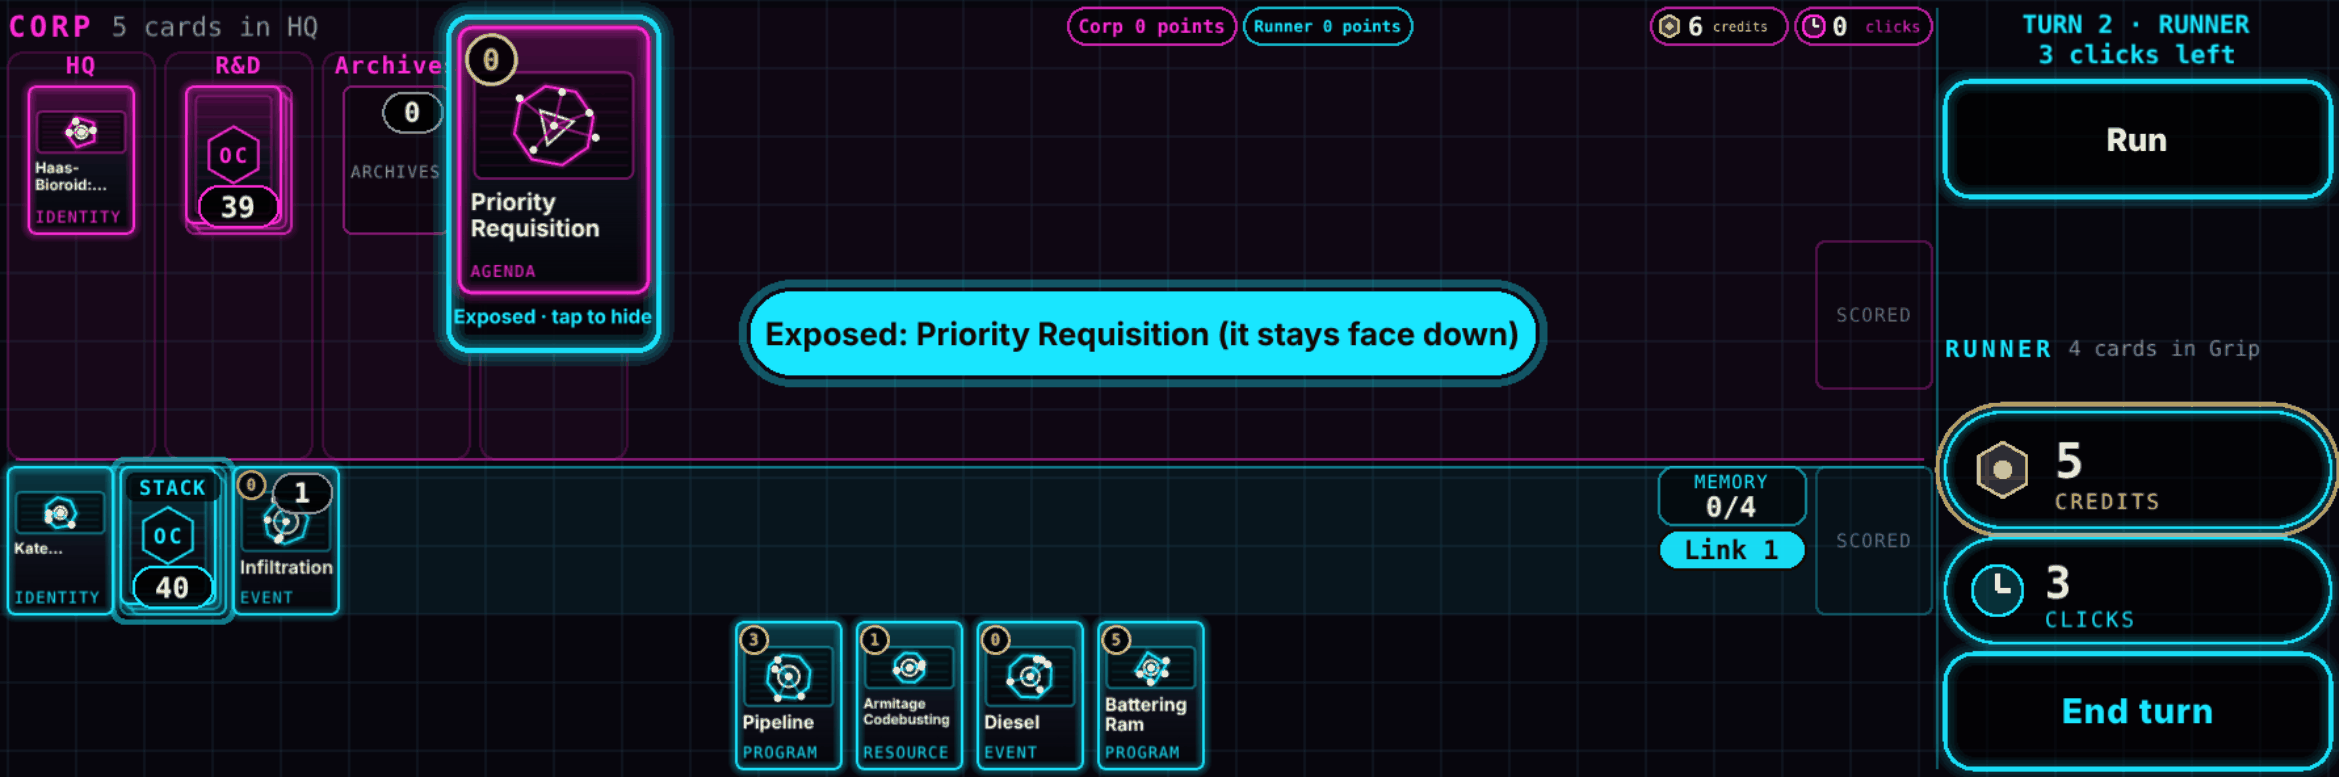 CORP 5 cards in HQ
Corp 0 points
Runner 0 points
6 credits
0 clicks
TURN 2 · RUNNER
3 clicks left
HQ
R&D
Archive
Haas-
Bioroid:...
IDENTITY
OC
39
0
ARCHIVES
0
Priority
Requisition
AGENDA
Exposed · tap to hide
Exposed: Priority Requisition (it stays face down)
SCORED
Run
RUNNER 4 cards in Grip
5
CREDITS
3
CLICKS
End turn
Kate...
IDENTITY
STACK
OC
40
0
1
Infiltration
EVENT
MEMORY
0/4
Link 1
SCORED
3
Pipeline
PROGRAM
1
Armitage
Codebusting
RESOURCE
0
Diesel
EVENT
5
Battering
Ram
PROGRAM